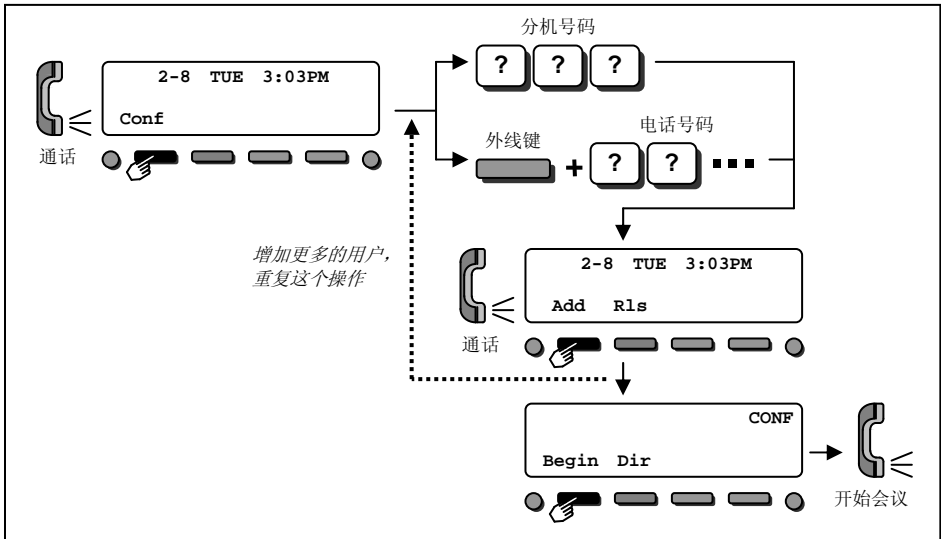 分机号码
? ? ?
2-8 TUE 3:03PM
Conf
通话
外线键
电话号码
+ ? ? ...
增加更多的用户，
重复这个操作
2-8 TUE 3:03PM
Add Rls
通话
CONF
Begin Dir
开始会议